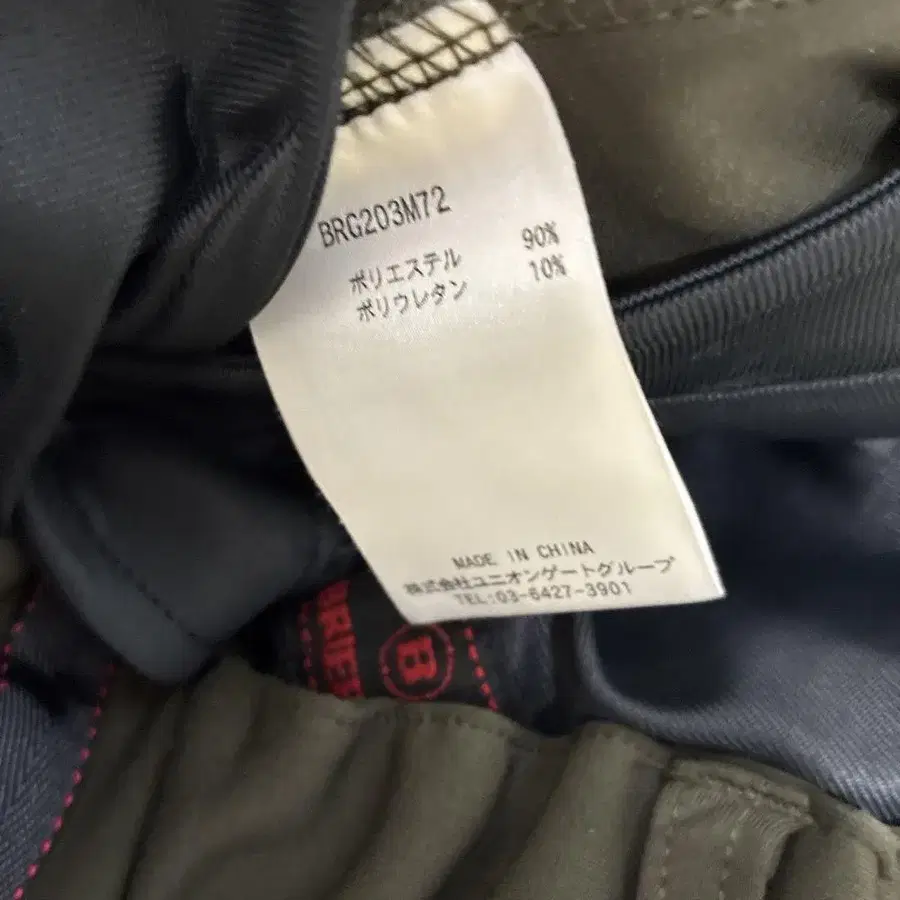 BRG203M72
ポリエステル 90%
ポリウレタン 10%
MADE IN CHINA
株式会社ユニオンゲートグループ
TEL:03-6427-3901
B